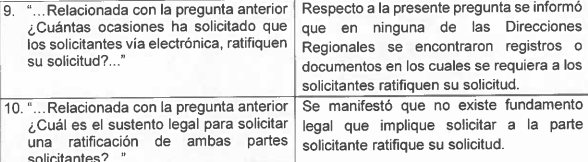 9. "...Relacionada con la pregunta anterior
¿Cuántas ocasiones ha solicitado que
los solicitantes vía electrónica, ratifiquen
su solicitud?..."
Respecto a la presente pregunta se informó
que en ninguna de las Direcciones
Regionales se encontraron registros o
documentos en los cuales se requiera a los
solicitantes ratifiquen su solicitud.
10. "...Relacionada con la pregunta anterior
¿Cuál es el sustento legal para solicitar
una ratificación de ambas partes
solicitantes? "
Se manifestó que no existe fundamento
legal que implique solicitar a la parte
solicitante ratifique su solicitud.